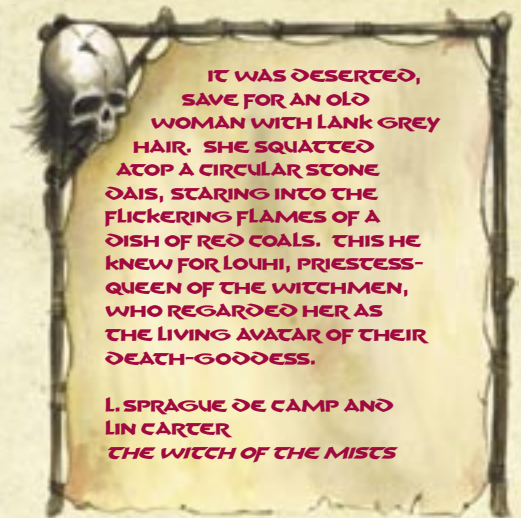 IT WAS DESERTED,
SAVE FOR AN OLD
WOMAN WITH LANK GREY
HAIR. SHE SQUATTED
ATOP A CIRCULAR STONE
DAIS, STARING INTO THE
FLICKERING FLAMES OF A
DISH OF RED COALS. THIS HE
KNEW FOR LOUHI, PRIESTESS-
QUEEN OF THE WITCHMEN,
WHO REGARDED HER AS
THE LIVING AVATAR OF THEIR
DEATH-GODDESS.
L. SPRAGUE DE CAMP AND
LIN CARTER
THE WITCH OF THE MISTS